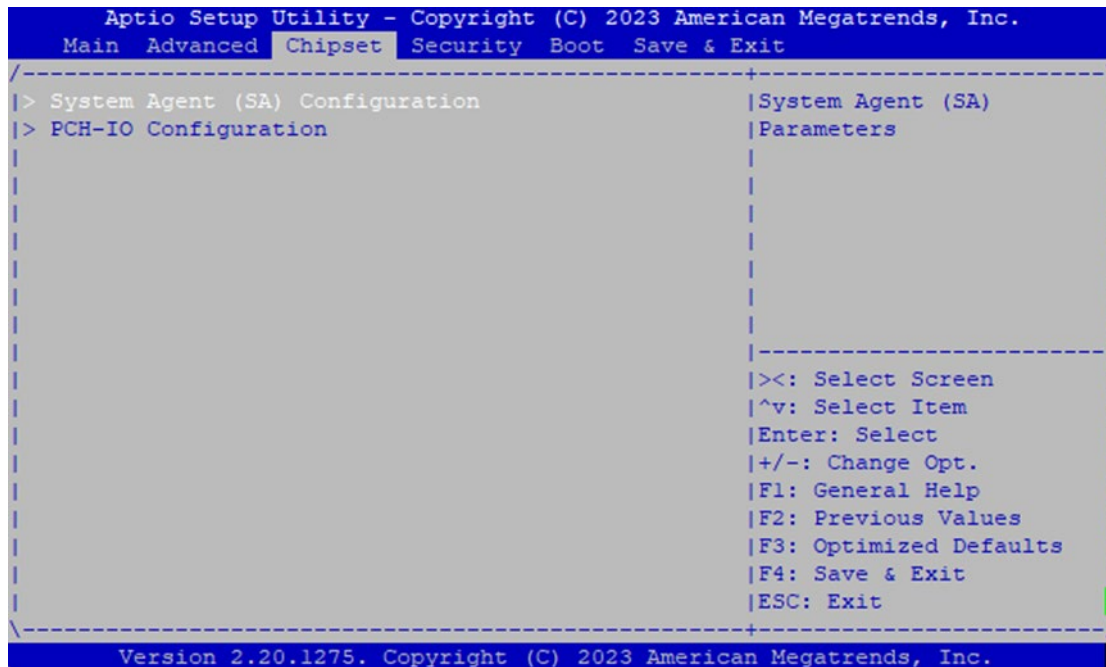 Aptio Setup Utility - Copyright (C) 2023 American Megatrends, Inc.
Main Advanced Chipset Security Boot Save & Exit
/----------------------------------------------------+-------------------------
|> System Agent (SA) Configuration |System Agent (SA)
|> PCH-IO Configuration |Parameters
| |
| |
| |
| |
| |
| |
| |
| |-------------------------
| |><: Select Screen
| |^v: Select Item
| |Enter: Select
| |+/-: Change Opt.
| |F1: General Help
| |F2: Previous Values
| |F3: Optimized Defaults
| |F4: Save & Exit
| |ESC: Exit
\----------------------------------------------------+-------------------------
Version 2.20.1275. Copyright (C) 2023 American Megatrends, Inc.